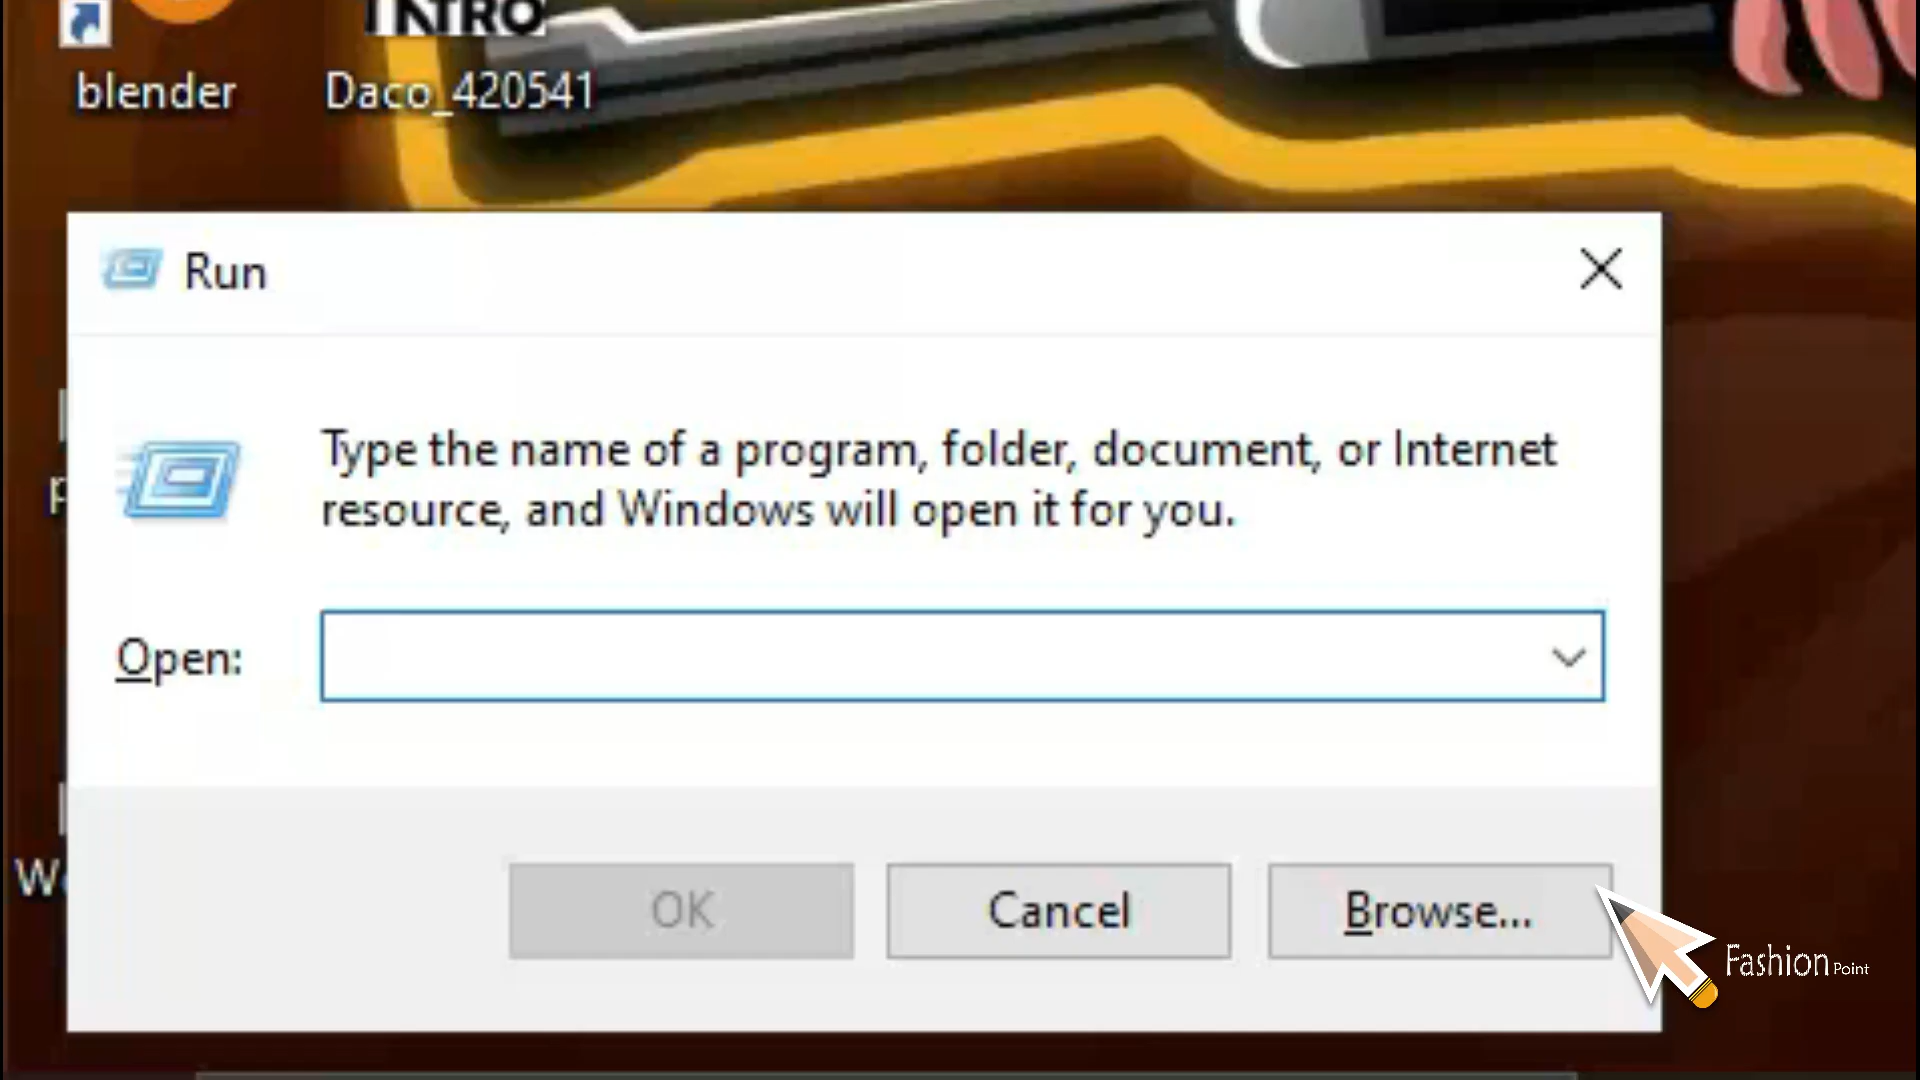 INTRO
blender
Daco_420541
Run
Type the name of a program, folder, document, or Internet
resource, and Windows will open it for you.
Open:
OK
Cancel
Browse...
Fashion Point